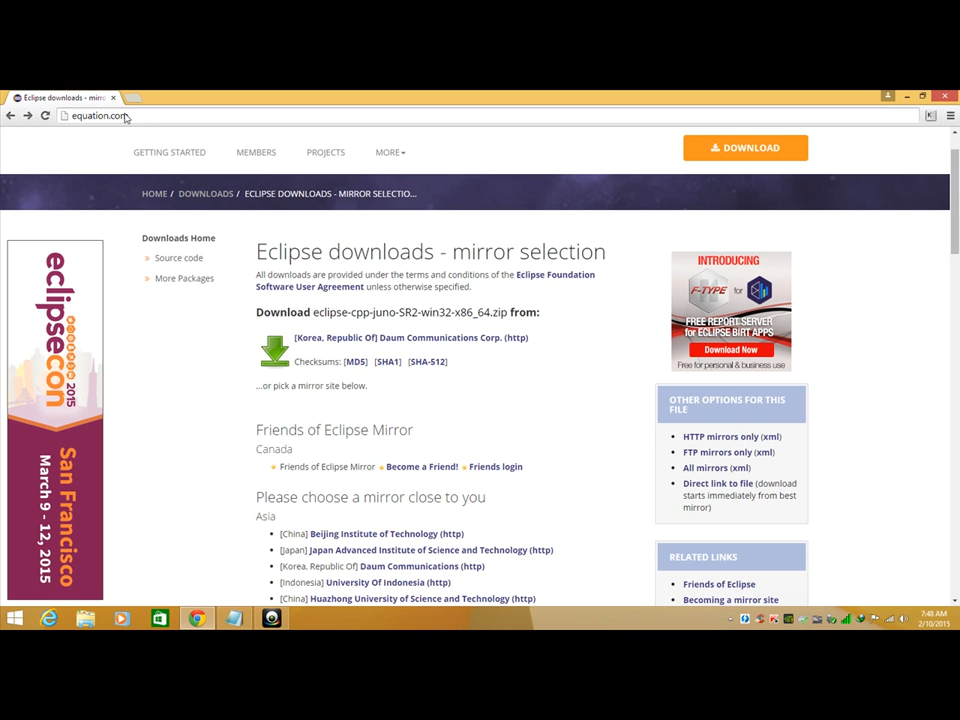 Eclipse downloads - mirr
equation.com
GETTING STARTED
MEMBERS
PROJECTS
MORE
DOWNLOAD
HOME / DOWNLOADS / ECLIPSE DOWNLOADS - MIRROR SELECTIO...
eclipsecon
2015
San Francisco
March 9 - 12, 2015
Downloads Home
» Source code
» More Packages
Eclipse downloads - mirror selection
All downloads are provided under the terms and conditions of the Eclipse Foundation
Software User Agreement unless otherwise specified.
Download eclipse-cpp-juno-SR2-win32-x86_64.zip from:
[Korea, Republic Of] Daum Communications Corp. (http)
Checksums: [MD5] [SHA1] [SHA-512]
...or pick a mirror site below.
Friends of Eclipse Mirror
Canada
Friends of Eclipse Mirror Become a Friend! Friends login
Please choose a mirror close to you
Asia
• [China] Beijing Institute of Technology (http)
• [Japan] Japan Advanced Institute of Science and Technology (http)
• [Korea, Republic Of] Daum Communications (http)
• [Indonesia] University Of Indonesia (http)
• [China] Huazhong University of Science and Technology (http)
INTRODUCING
F-TYPE for
FREE REPORT SERVER
for ECLIPSE BIRT APPS
Download Now
Free for personal & business use
OTHER OPTIONS FOR THIS
FILE
• HTTP mirrors only (xml)
• FTP mirrors only (xml)
• All mirrors (xml)
• Direct link to file (download
starts immediately from best
mirror)
RELATED LINKS
• Friends of Eclipse
• Becoming a mirror site
7:48 AM
2/10/2015